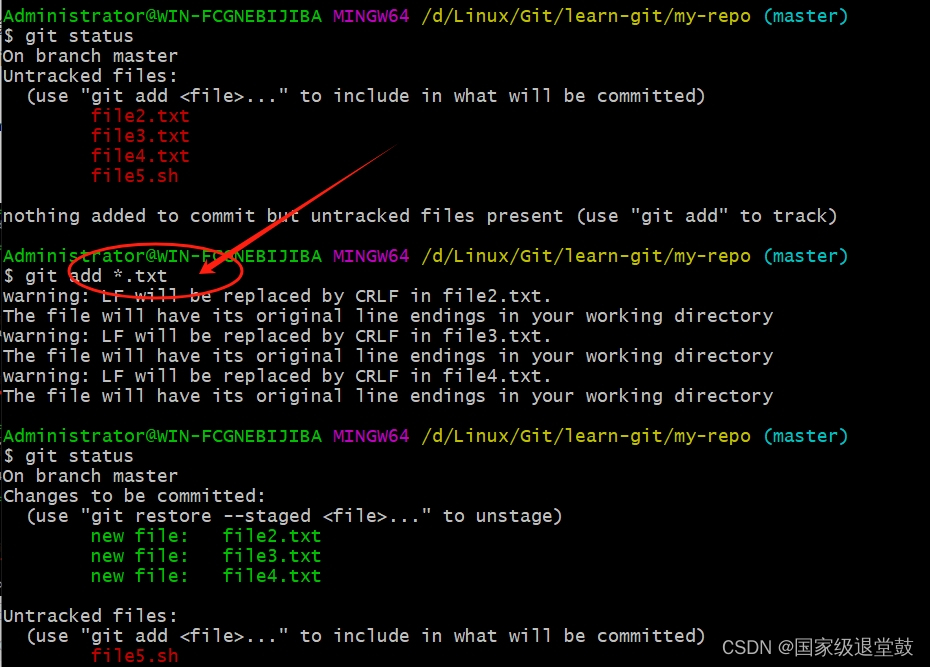 Administrator@WIN-FCGNEBIJIBA MINGW64 /d/Linux/Git/learn-git/my-repo (master)
$ git status
On branch master
Untracked files:
  (use "git add <file>..." to include in what will be committed)
        file2.txt
        file3.txt
        file4.txt
        file5.sh

nothing added to commit but untracked files present (use "git add" to track)

Administrator@WIN-FCGNEBIJIBA MINGW64 /d/Linux/Git/learn-git/my-repo (master)
$ git add *.txt
warning: LF will be replaced by CRLF in file2.txt.
The file will have its original line endings in your working directory
warning: LF will be replaced by CRLF in file3.txt.
The file will have its original line endings in your working directory
warning: LF will be replaced by CRLF in file4.txt.
The file will have its original line endings in your working directory

Administrator@WIN-FCGNEBIJIBA MINGW64 /d/Linux/Git/learn-git/my-repo (master)
$ git status
On branch master
Changes to be committed:
  (use "git restore --staged <file>..." to unstage)
        new file:   file2.txt
        new file:   file3.txt
        new file:   file4.txt

Untracked files:
  (use "git add <file>..." to include in what will be committed)
        file5.sh
CSDN @国家级退堂鼓